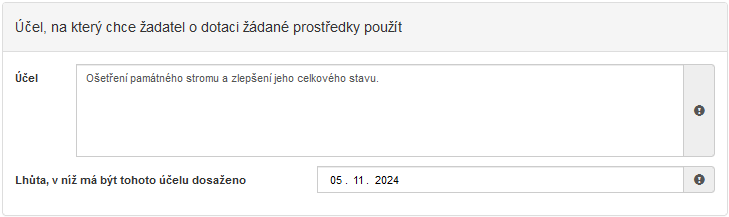 Účel, na který chce žadatel o dotaci žádané prostředky použít
Účel
Ošetření památného stromu a zlepšení jeho celkového stavu.
Lhůta, v níž má být tohoto účelu dosaženo
05 . 11 . 2024